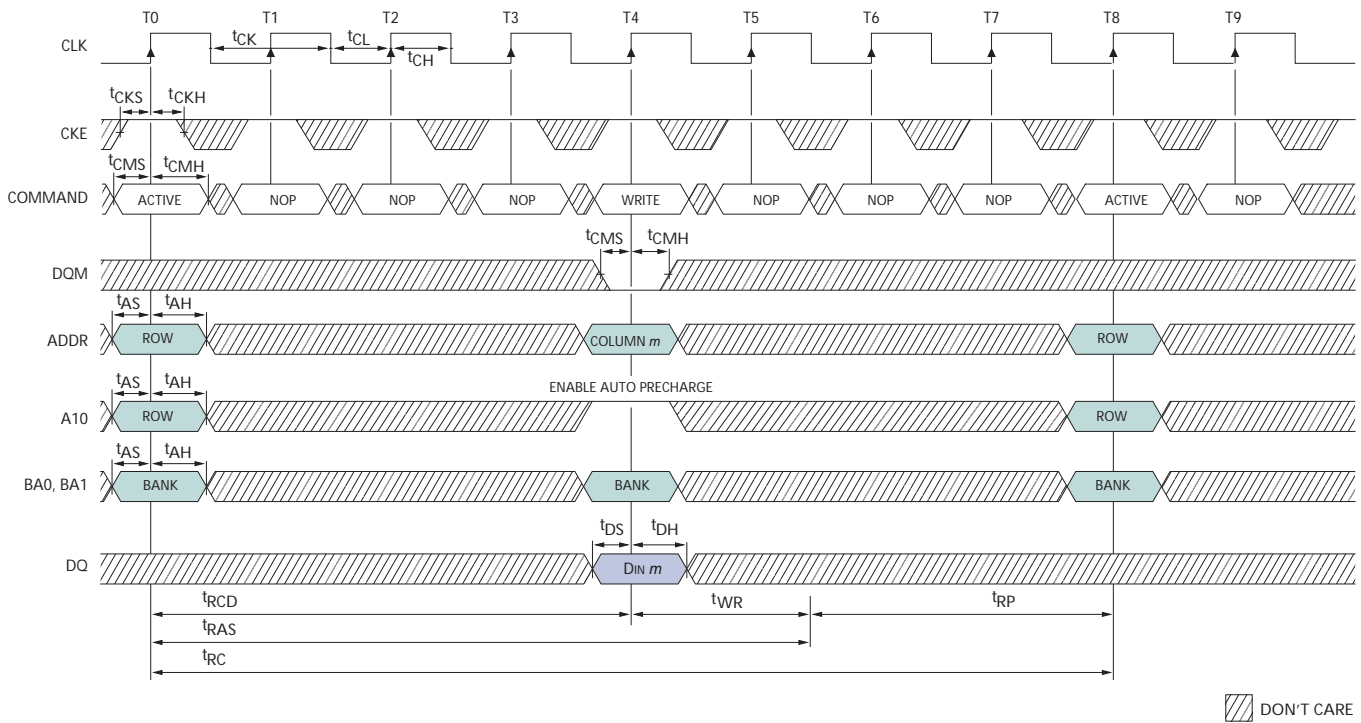 T0 T1 T2 T3 T4 T5 T6 T7 T8 T9
CLK tCK tCL tCH
tCKS tCKH
CKE
tCMS tCMH
COMMAND ACTIVE NOP NOP NOP WRITE NOP NOP NOP ACTIVE NOP
tCMS tCMH
DQM
tAS tAH
ADDR ROW COLUMN m ROW
tAS tAH ENABLE AUTO PRECHARGE
A10 ROW ROW
tAS tAH
BA0, BA1 BANK BANK BANK
tDS tDH
DQ DIN m
tRCD tWR tRP
tRAS
tRC
DON'T CARE